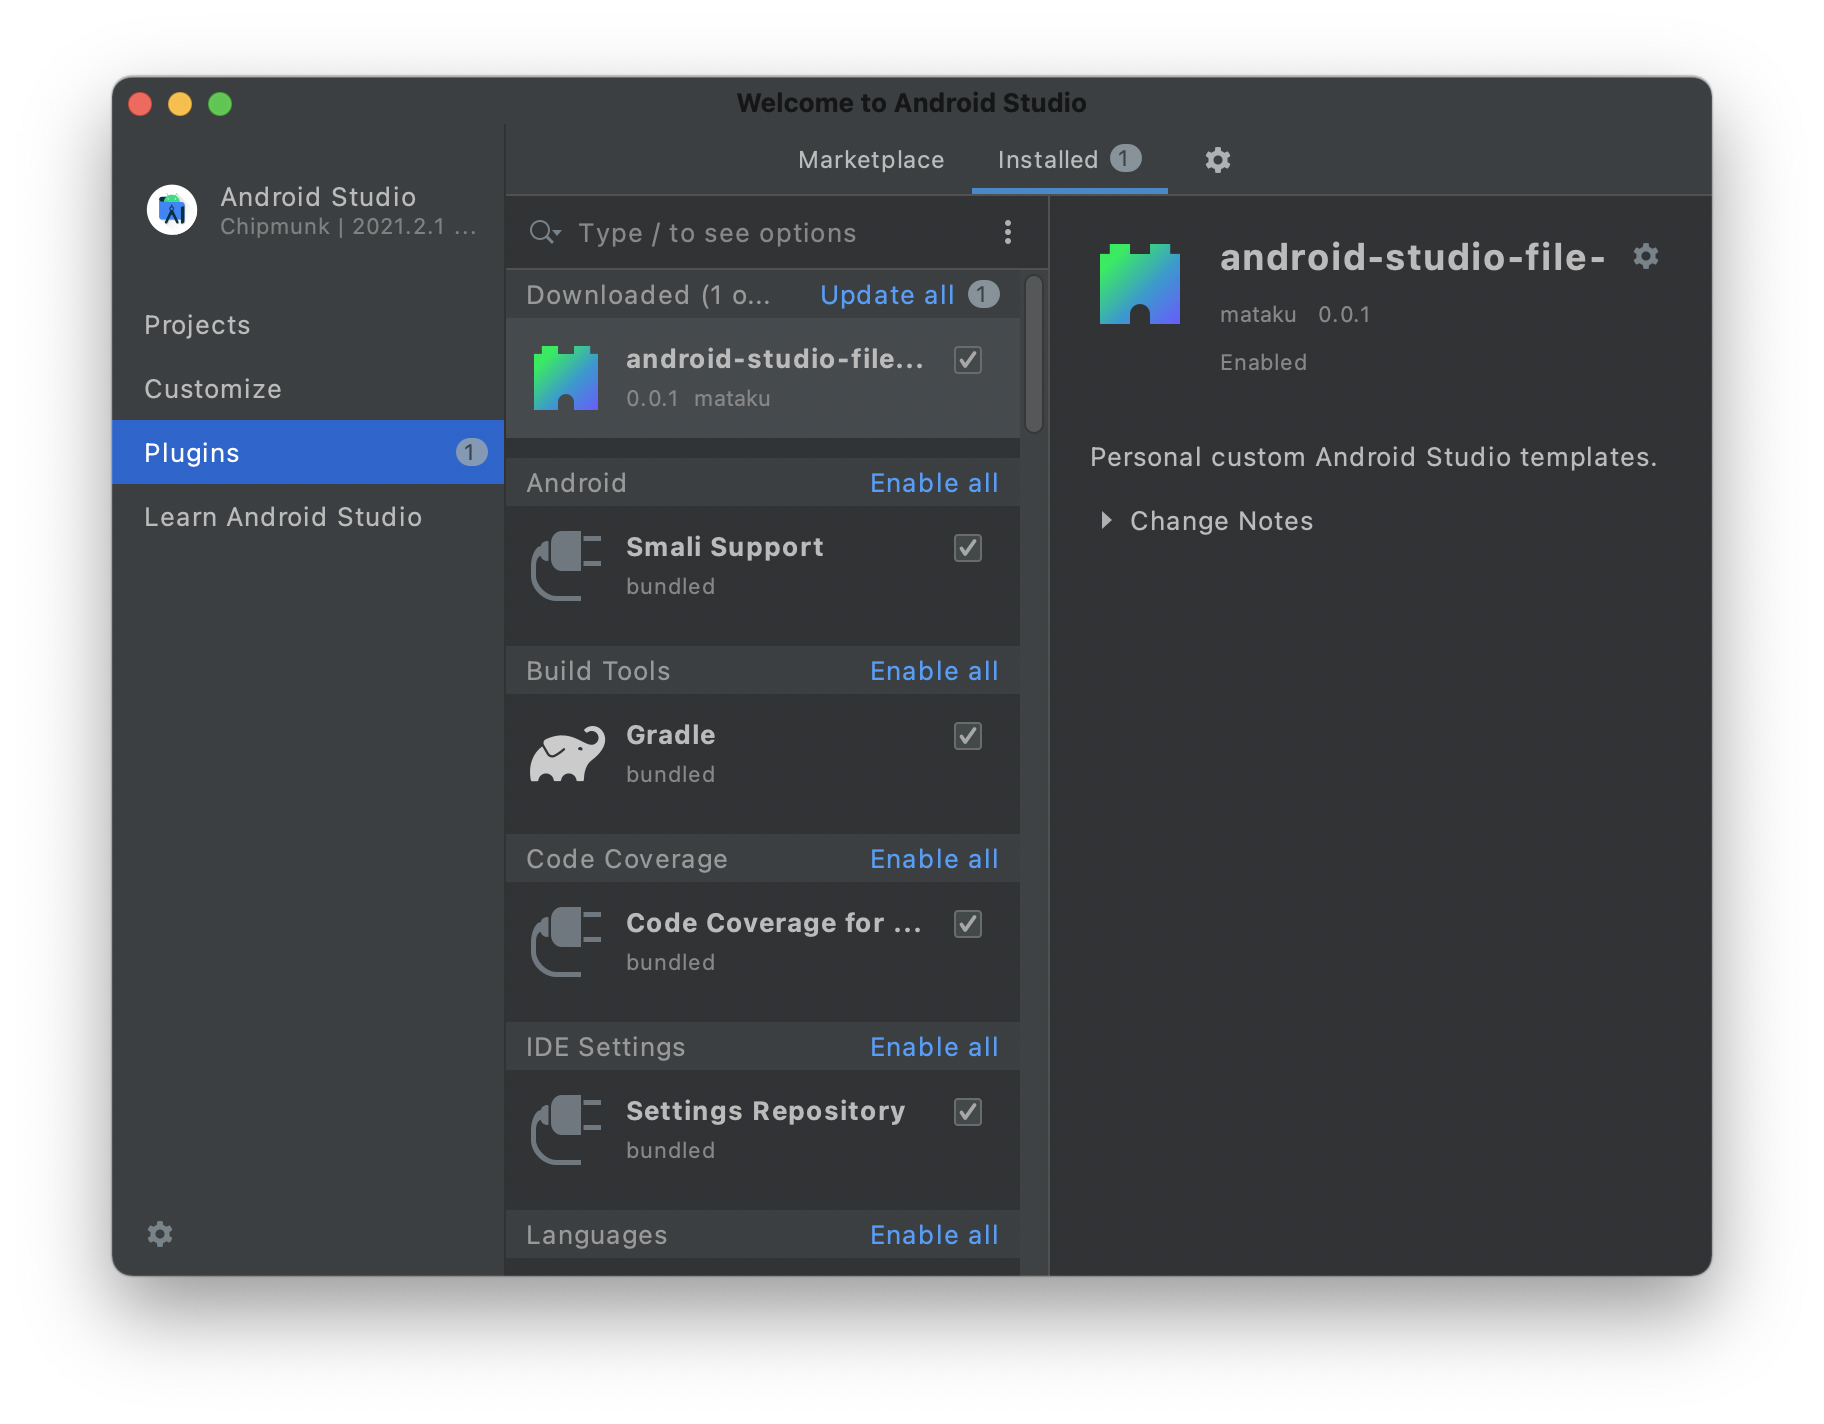 Welcome to Android Studio
Android Studio
Chipmunk | 2021.2.1 ...
Projects
Customize
Plugins 1
Learn Android Studio
Marketplace
Installed 1
Type / to see options
Downloaded (1 o... Update all 1
android-studio-file...
0.0.1 mataku
Android Enable all
Smali Support
bundled
Build Tools Enable all
Gradle
bundled
Code Coverage Enable all
Code Coverage for ...
bundled
IDE Settings Enable all
Settings Repository
bundled
Languages Enable all
android-studio-file-
mataku 0.0.1
Enabled
Personal custom Android Studio templates.
Change Notes